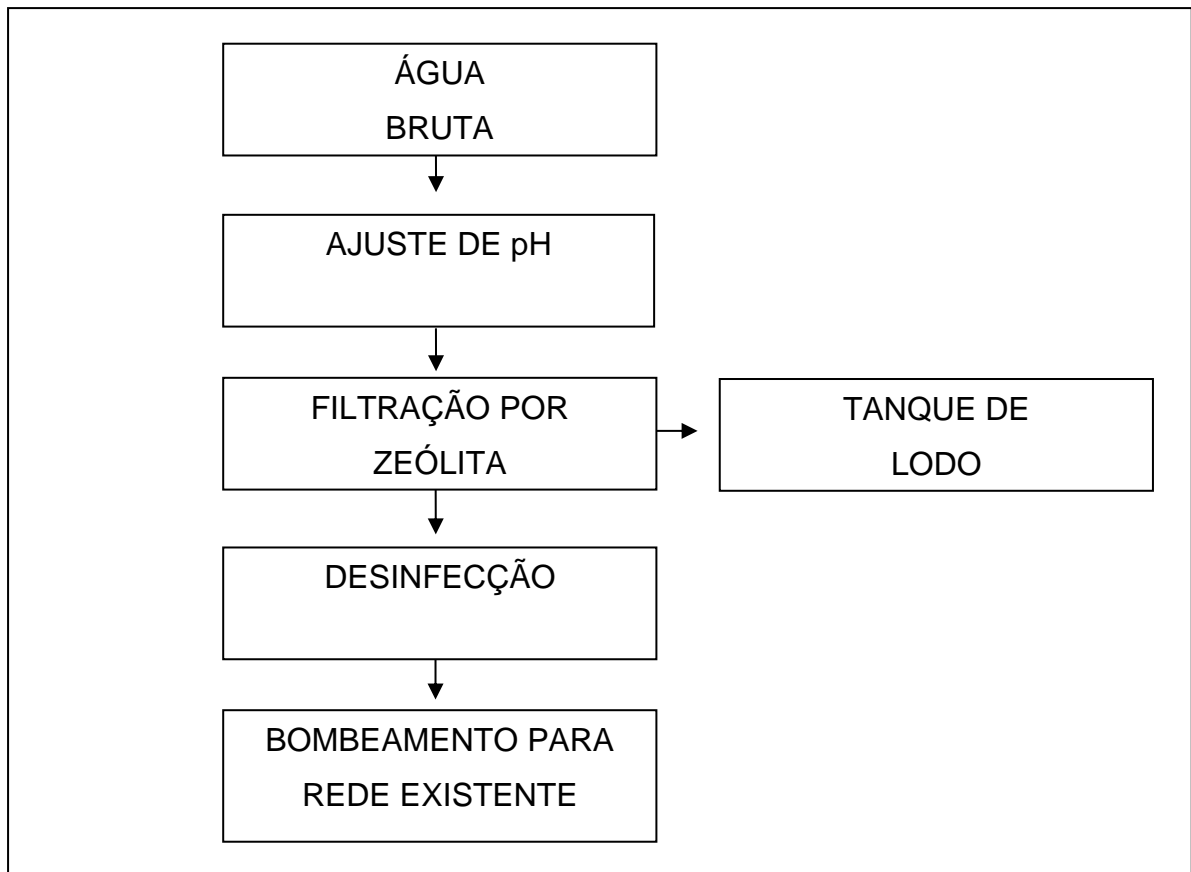 ÁGUA
BRUTA
AJUSTE DE pH
FILTRAÇÃO POR
ZEÓLITA
TANQUE DE
LODO
DESINFECÇÃO
BOMBEAMENTO PARA
REDE EXISTENTE